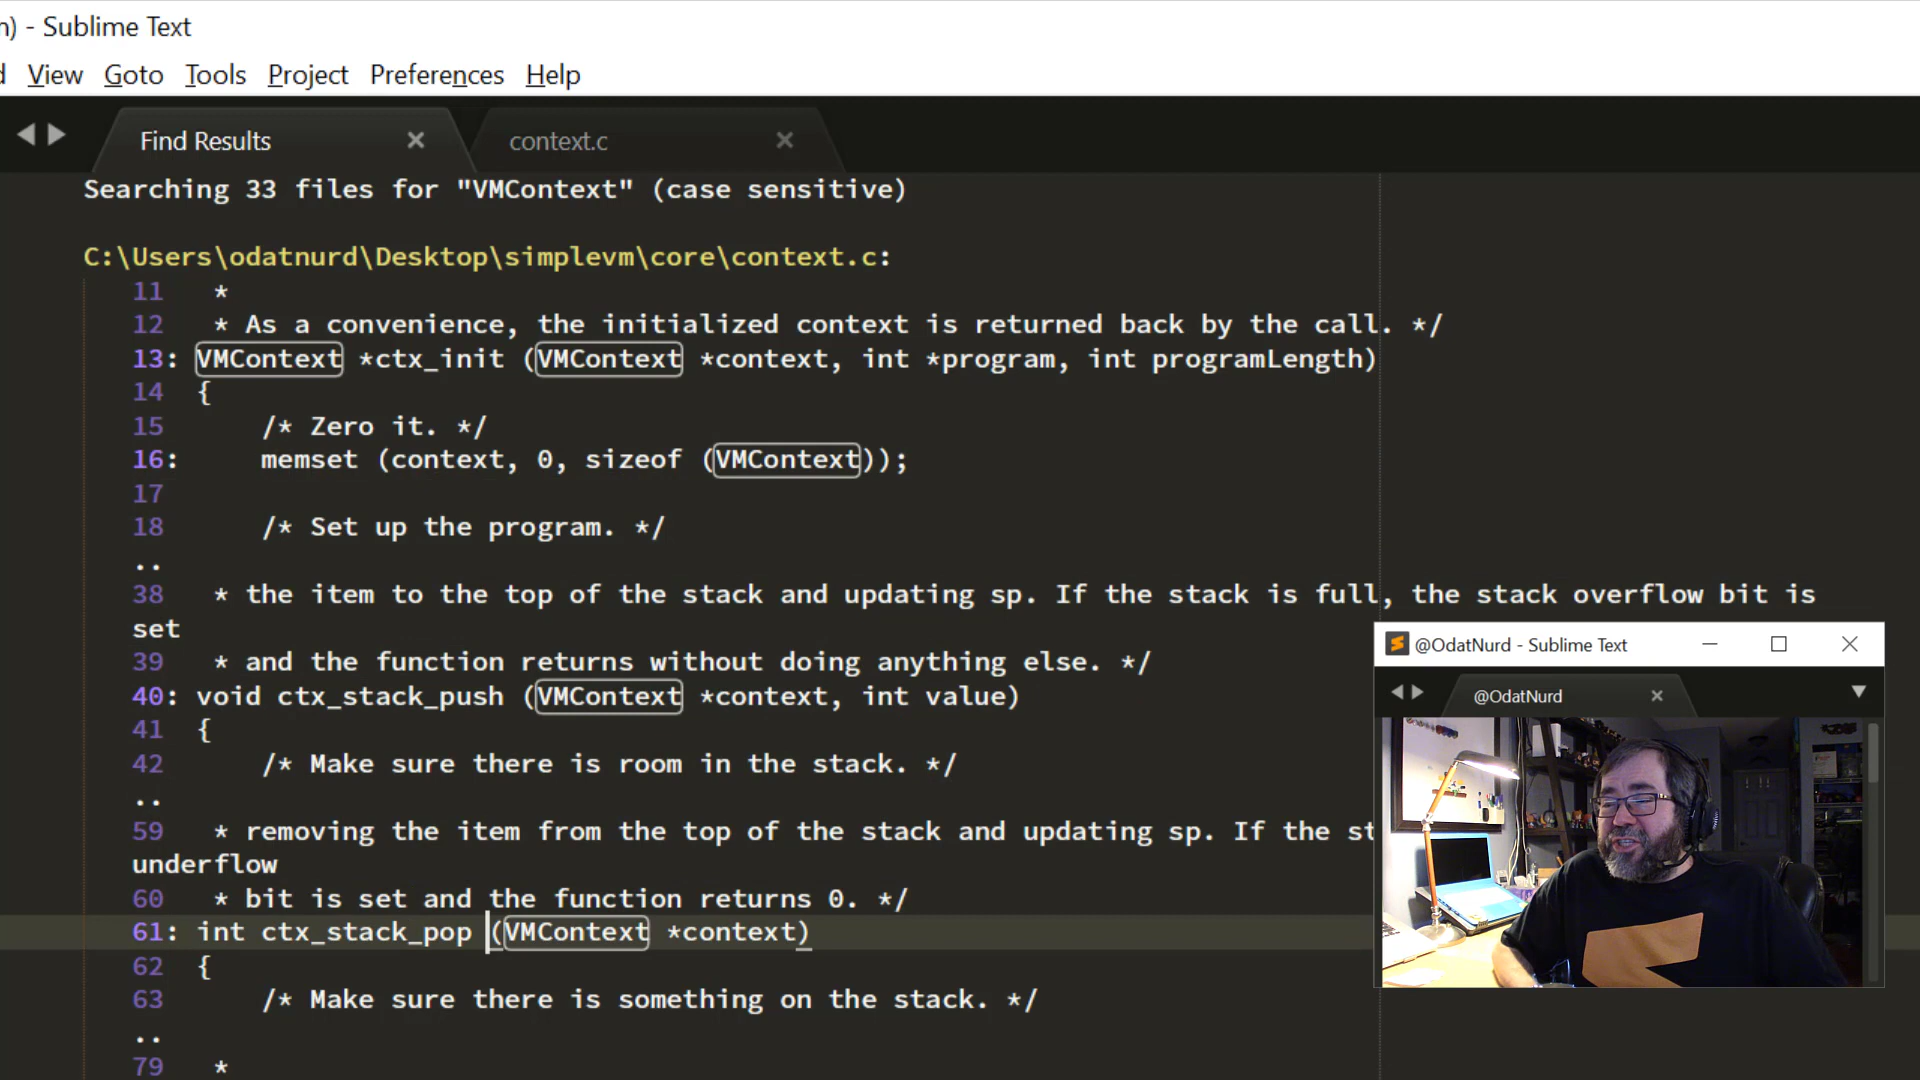 ) - Sublime Text
View Goto Tools Project Preferences Help
Find Results
context.c
Searching 33 files for "VMContext" (case sensitive)
C:\Users\odatnurd\Desktop\simplevm\core\context.c:
11 *
12 * As a convenience, the initialized context is returned back by the call. */
13: VMContext *ctx_init (VMContext *context, int *program, int programLength)
14 {
15 /* Zero it. */
16: memset (context, 0, sizeof (VMContext));
17
18 /* Set up the program. */
..
38 * the item to the top of the stack and updating sp. If the stack is full, the stack overflow bit is
set
39 * and the function returns without doing anything else. */
40: void ctx_stack_push (VMContext *context, int value)
41 {
42 /* Make sure there is room in the stack. */
..
59 * removing the item from the top of the stack and updating sp. If the st
underflow
60 * bit is set and the function returns 0. */
61: int ctx_stack_pop (VMContext *context)
62 {
63 /* Make sure there is something on the stack. */
..
79 *
@OdatNurd - Sublime Text
@OdatNurd